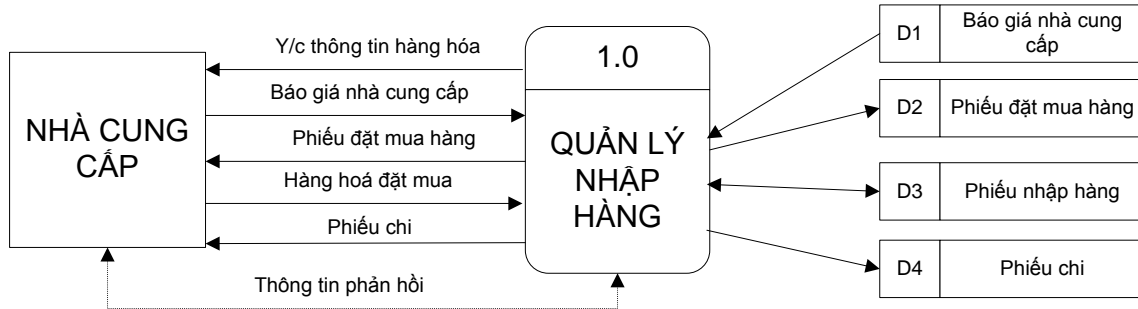 NHÀ CUNG
CẤP
Y/c thông tin hàng hóa
Báo giá nhà cung cấp
Phiếu đặt mua hàng
Hàng hoá đặt mua
Phiếu chi
Thông tin phản hồi
1.0
QUẢN LÝ
NHẬP
HÀNG
D1
Báo giá nhà cung
cấp
D2
Phiếu đặt mua hàng
D3
Phiếu nhập hàng
D4
Phiếu chi